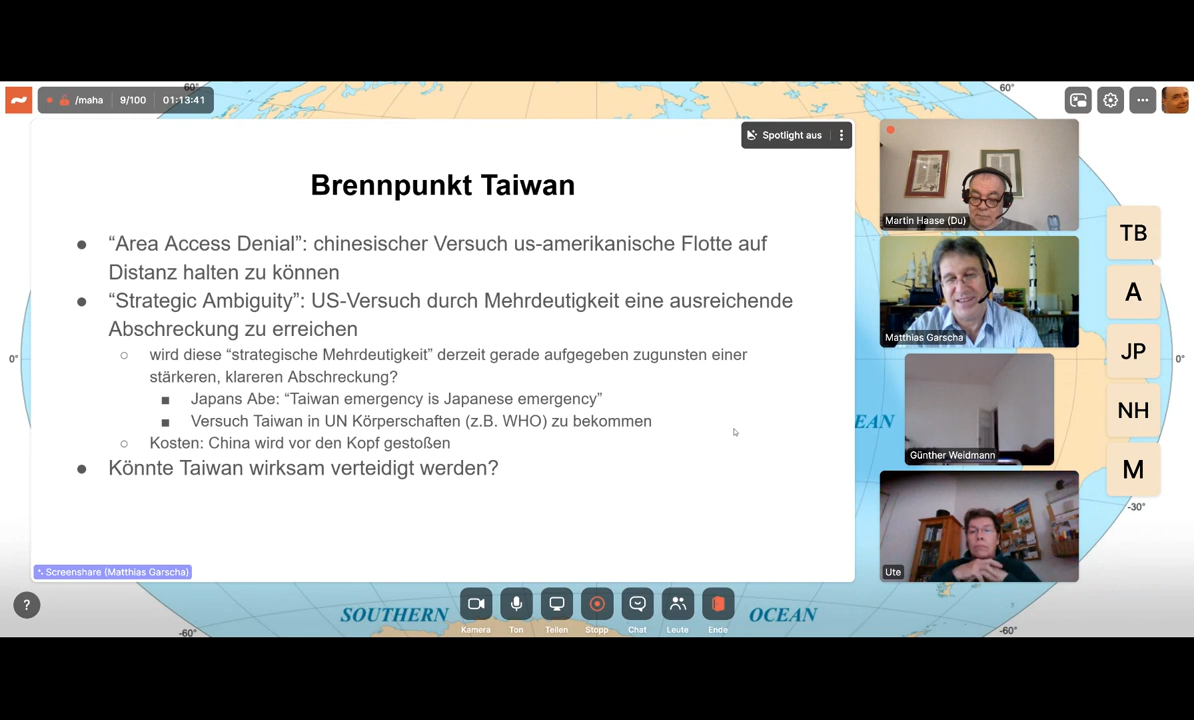 60°
60°
/maha 9/100 01:13:41
Spotlight aus
Brennpunkt Taiwan
● “Area Access Denial”: chinesischer Versuch us-amerikanische Flotte auf
Distanz halten zu können
● “Strategic Ambiguity”: US-Versuch durch Mehrdeutigkeit eine ausreichende
Abschreckung zu erreichen
○ wird diese “strategische Mehrdeutigkeit” derzeit gerade aufgegeben zugunsten einer
stärkeren, klareren Abschreckung?
■ Japans Abe: “Taiwan emergency is Japanese emergency”
■ Versuch Taiwan in UN Körperschaften (z.B. WHO) zu bekommen
○ Kosten: China wird vor den Kopf gestoßen
● Könnte Taiwan wirksam verteidigt werden?
Screenshare (Matthias Garscha)
Martin Haase (Du)
Matthias Garscha
Günther Weidmann
Ute
TB
A
JP
NH
M
0°
0°
EAN
-30°
?
SOUTHERN OCEAN
Kamera Ton Teilen Stopp Chat Leute Ende
-60°
-60°